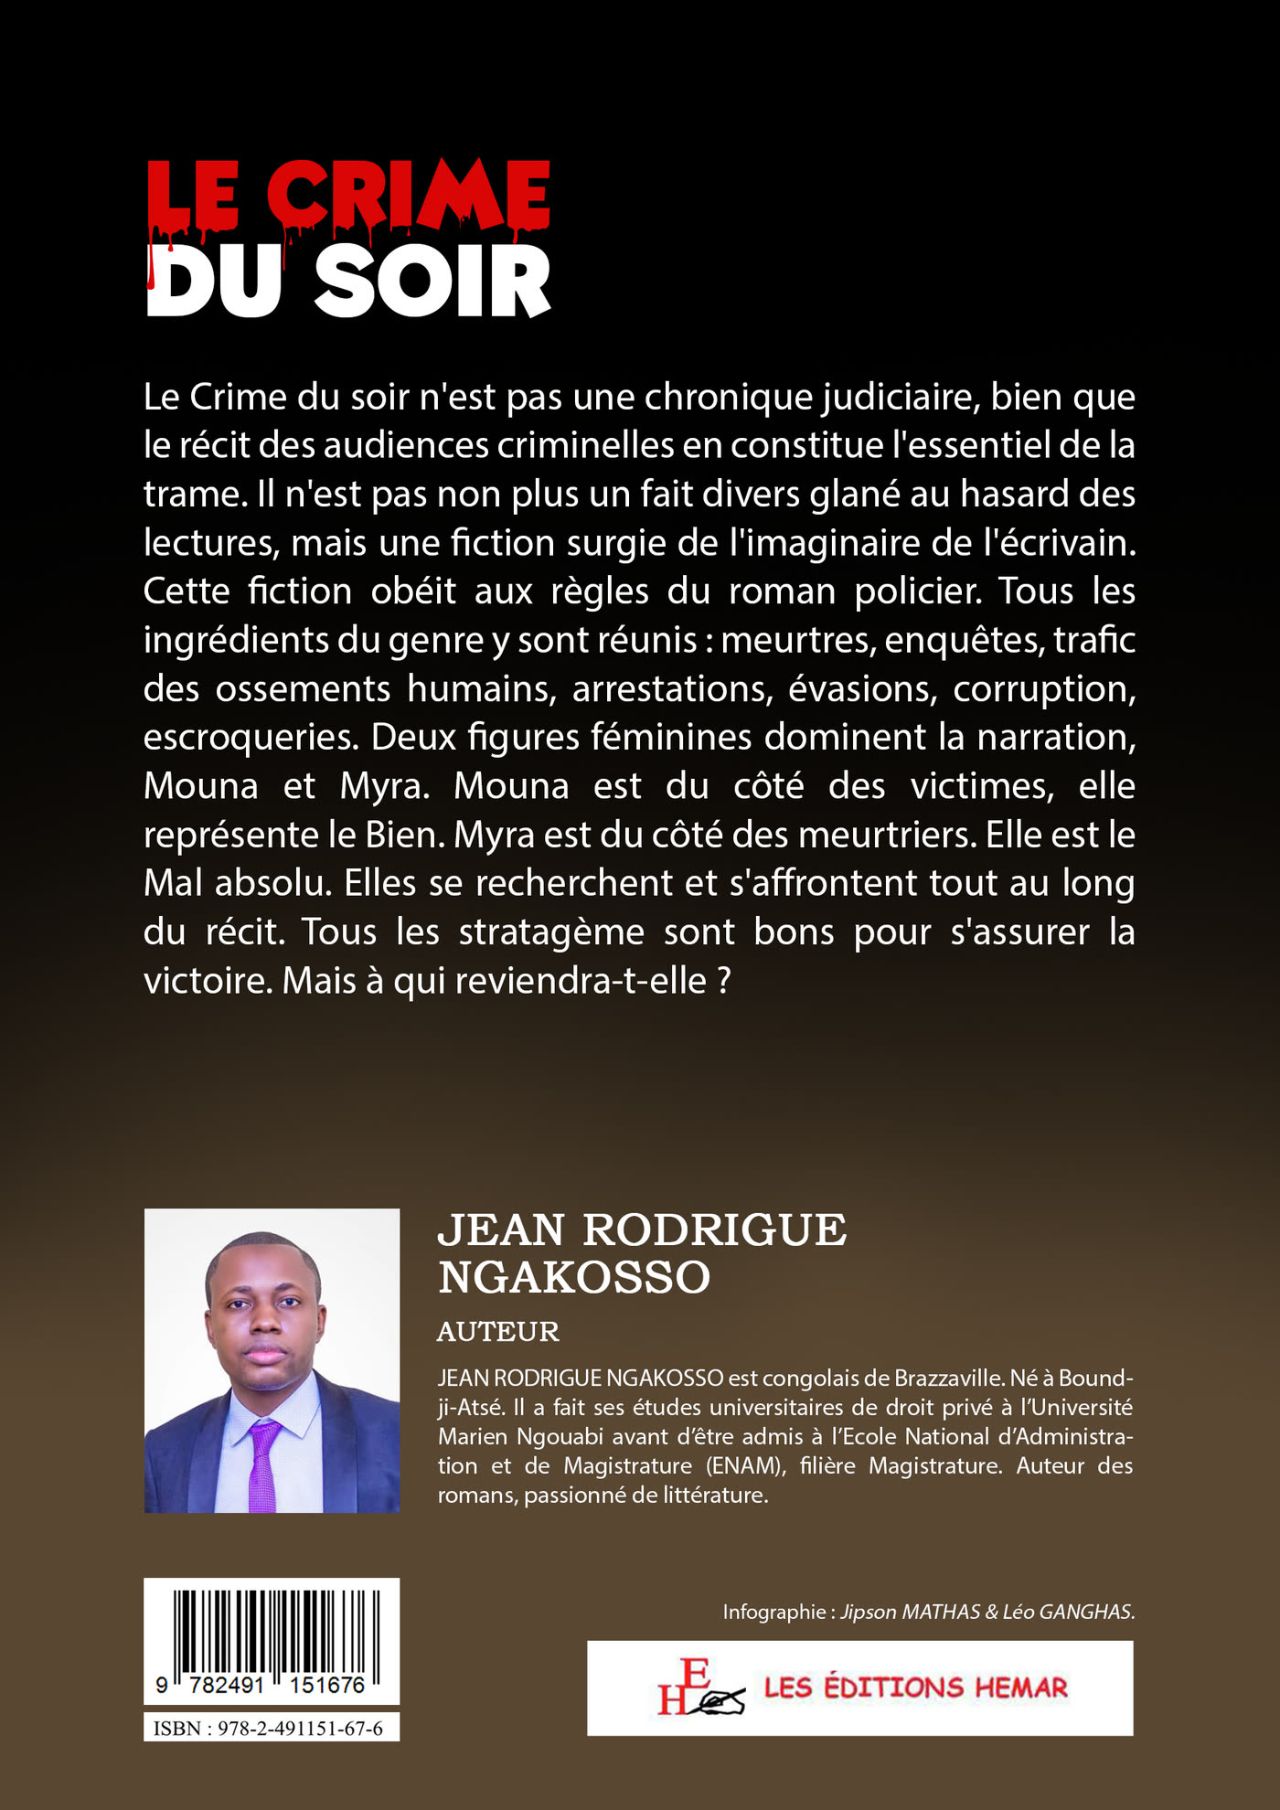 LE CRIME
DU SOIR
Le Crime du soir n'est pas une chronique judiciaire, bien que
le récit des audiences criminelles en constitue l'essentiel de la
trame. Il n'est pas non plus un fait divers glané au hasard des
lectures, mais une fiction surgie de l'imaginaire de l'écrivain.
Cette fiction obéit aux règles du roman policier. Tous les
ingrédients du genre y sont réunis : meurtres, enquêtes, trafic
des ossements humains, arrestations, évasions, corruption,
escroqueries. Deux figures féminines dominent la narration,
Mouna et Myra. Mouna est du côté des victimes, elle
représente le Bien. Myra est du côté des meurtriers. Elle est le
Mal absolu. Elles se recherchent et s'affrontent tout au long
du récit. Tous les stratagème sont bons pour s'assurer la
victoire. Mais à qui reviendra-t-elle ?
JEAN RODRIGUE
NGAKOSSO
AUTEUR
JEAN RODRIGUE NGAKOSSO est congolais de Brazzaville. Né à Bound-
ji-Atsé. Il a fait ses études universitaires de droit privé à l’Université
Marien Ngouabi avant d’être admis à l’Ecole National d’Administra-
tion et de Magistrature (ENAM), filière Magistrature. Auteur des
romans, passionné de littérature.
9 782491 151676
ISBN : 978-2-491151-67-6
Infographie : Jipson MATHAS & Léo GANGHAS.
HE LES ÉDITIONS HEMAR